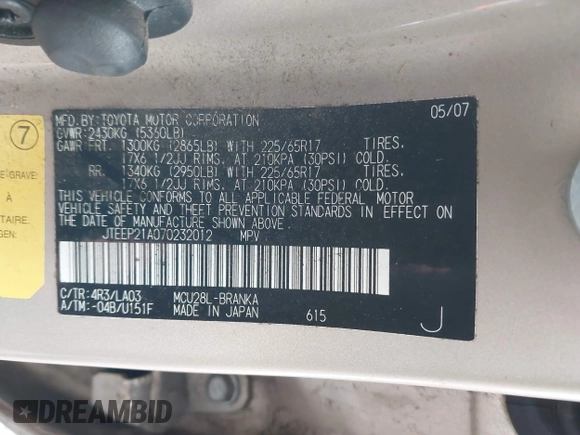 MFD. BY: TOYOTA MOTOR CORPORATION 05/07
GVWR: 2430KG (5360LB)
GAWR FRT. 1300KG (2865LB) WITH 225/65R17 TIRES,
17X6 1/2JJ RIMS, AT 210KPA (30PSI) COLD.
RR. 1340KG (2950LB) WITH 225/65R17 TIRES,
17X6 1/2JJ RIMS, AT 210KPA (30PSI) COLD.
THIS VEHICLE CONFORMS TO ALL APPLICABLE FEDERAL MOTOR
VEHICLE SAFETY AND THEFT PREVENTION STANDARDS IN EFFECT
ON THE DATE OF MANUFACTURE SHOWN ABOVE.
JTEEP21A070232012 MPV
C/TR: 4R3/LA03 MCU28L-BRANKA
A/TM: -04B/U151F MADE IN JAPAN 615 J
7
E GRAVE:
À
TAIRE.
GEN:
DREAMBID